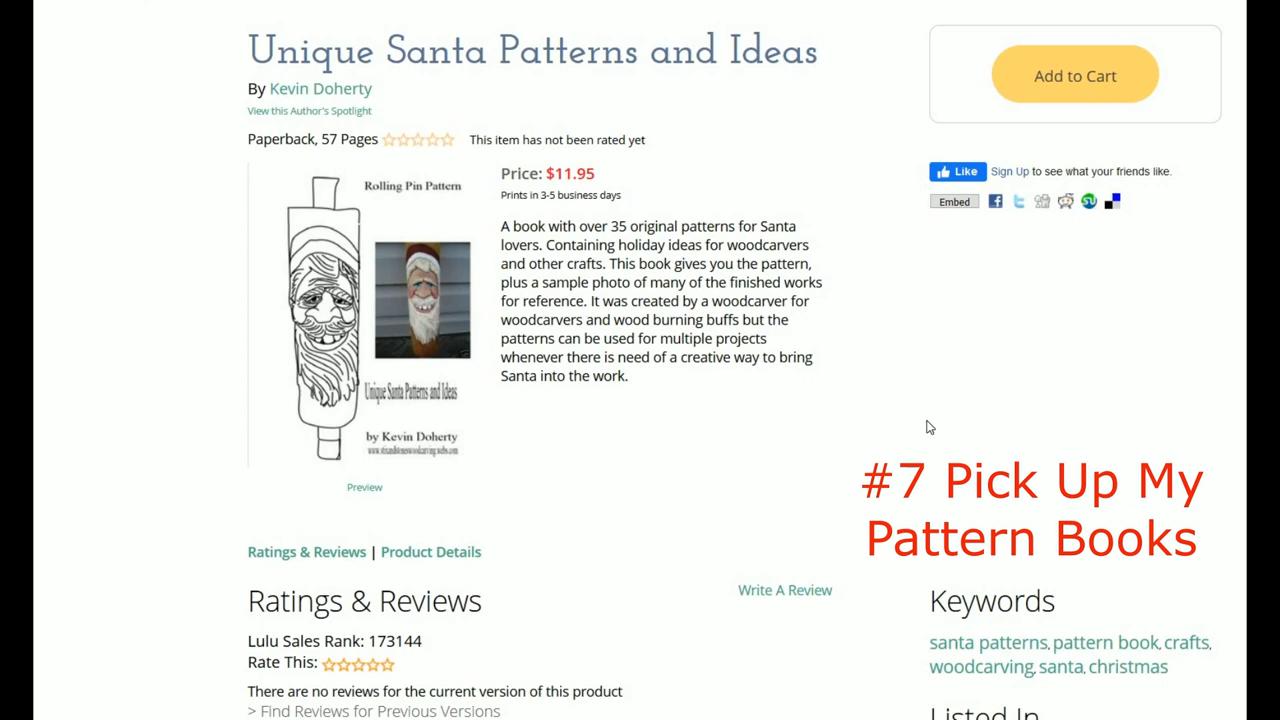 Unique Santa Patterns and Ideas
Add to Cart
By Kevin Doherty
View this Author's Spotlight
Paperback, 57 Pages
This item has not been rated yet
Price: $11.95
Prints in 3-5 business days
Like
Sign Up to see what your friends like.
Embed
Rolling Pin Pattern
Unique Santa Patterns and Ideas
by Kevin Doherty
A book with over 35 original patterns for Santa
lovers. Containing holiday ideas for woodcarvers
and other crafts. This book gives you the pattern,
plus a sample photo of many of the finished works
for reference. It was created by a woodcarver for
woodcarvers and wood burning buffs but the
patterns can be used for multiple projects
whenever there is need of a creative way to bring
Santa into the work.
Preview
#7 Pick Up My
Pattern Books
Ratings & Reviews | Product Details
Ratings & Reviews
Write A Review
Lulu Sales Rank: 173144
Rate This:
There are no reviews for the current version of this product
> Find Reviews for Previous Versions
Keywords
santa patterns, pattern book, crafts,
woodcarving, santa, christmas
Listed In